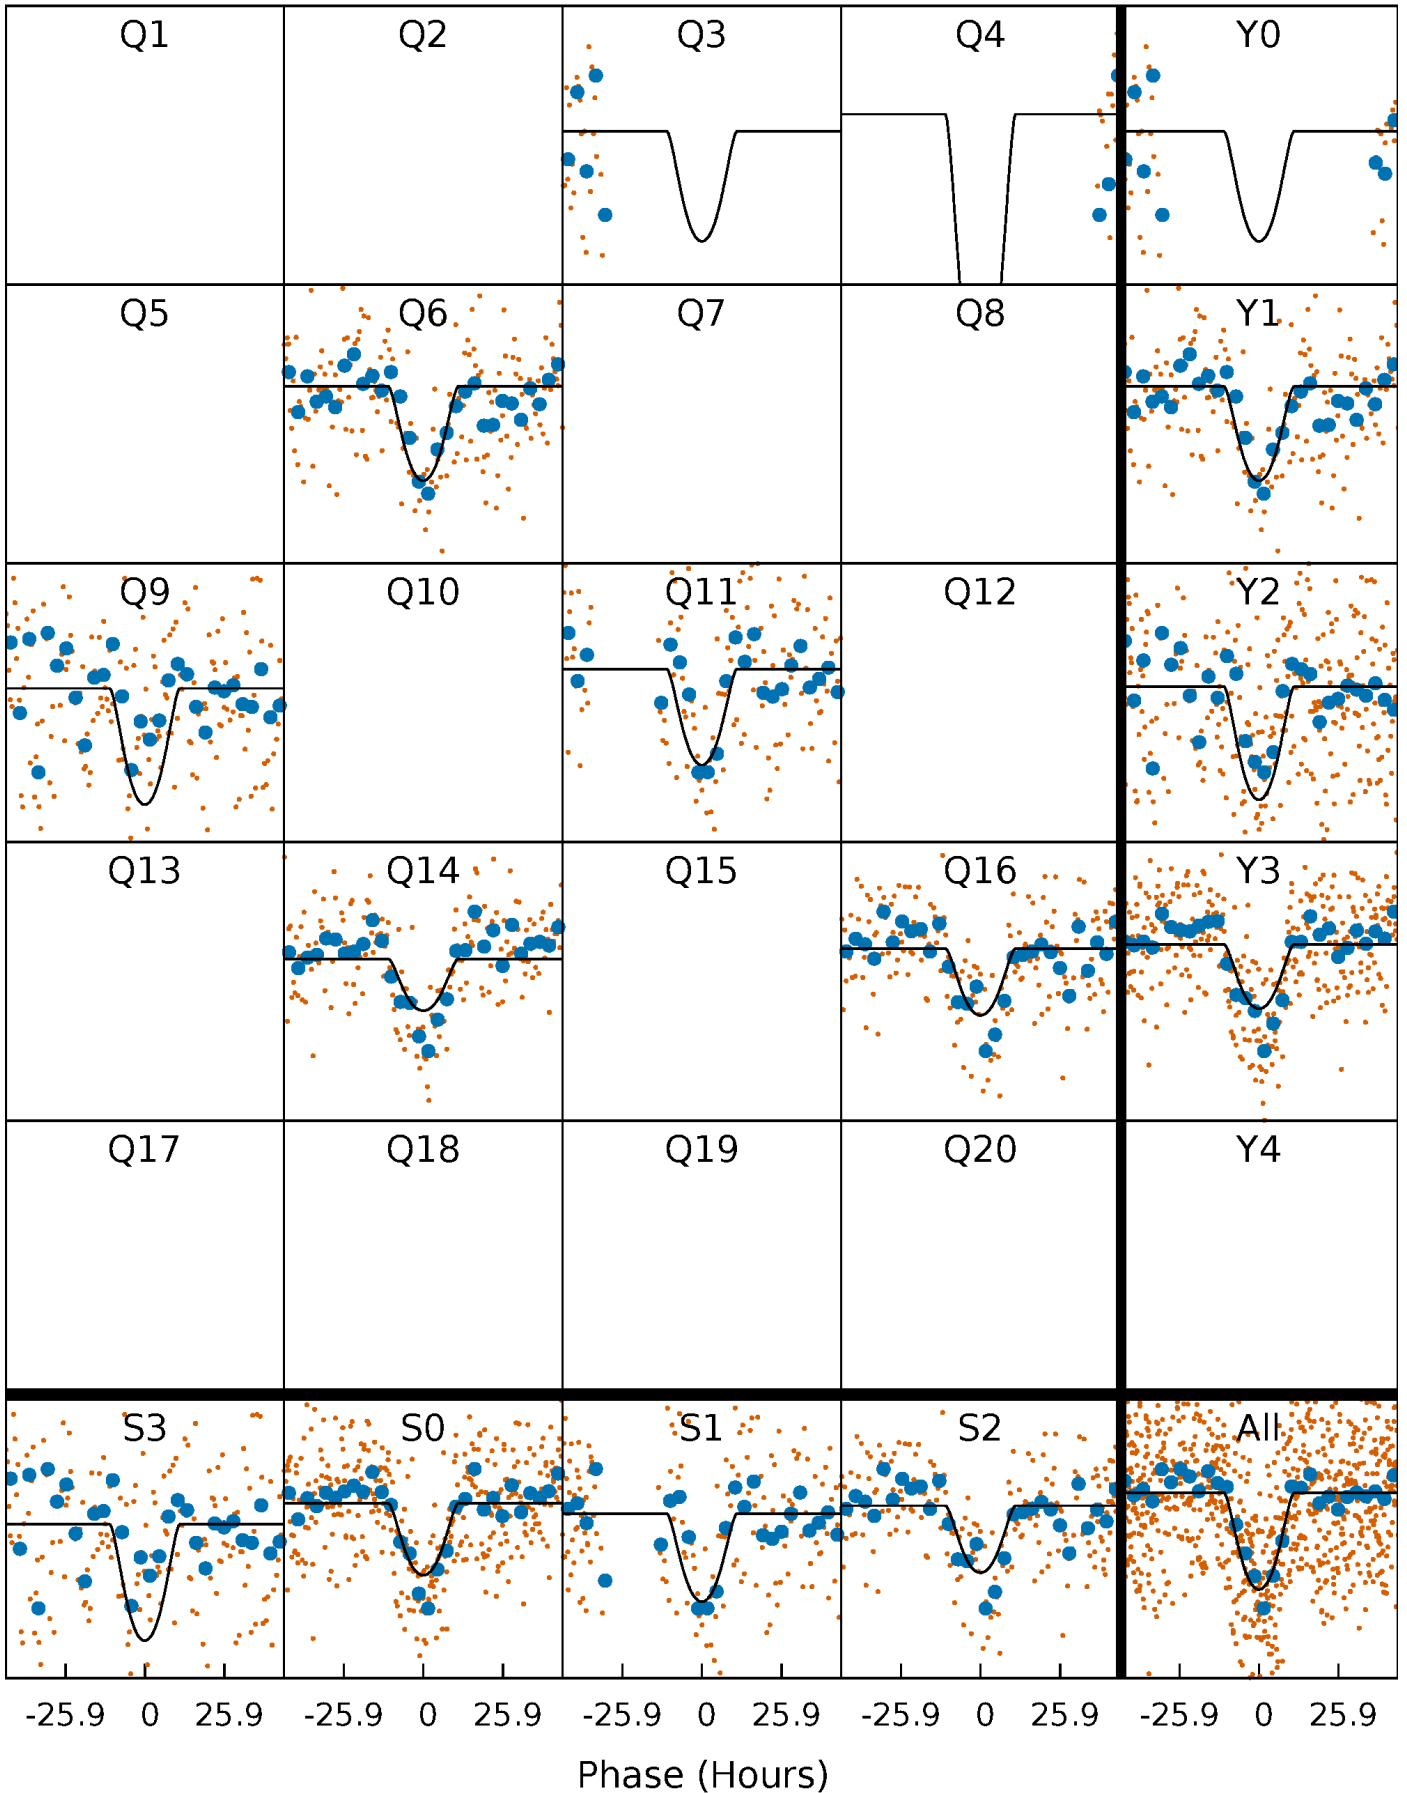 Q1 Q2 Q3 Q4 Y0
Q5 Q6 Q7 Q8 Y1
Q9 Q10 Q11 Q12 Y2
Q13 Q14 Q15 Q16 Y3
Q17 Q18 Q19 Q20 Y4
S3 S0 S1 S2 All
-25.9 0 25.9 -25.9 0 25.9 -25.9 0 25.9 -25.9 0 25.9 -25.9 0 25.9
Phase (Hours)